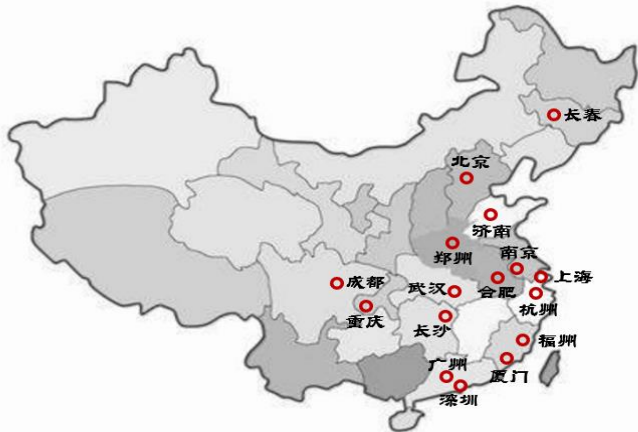 长春
北京
济南
郑州
南京
上海
成都
武汉
合肥
杭州
重庆
长沙
福州
厦门
广州
深圳